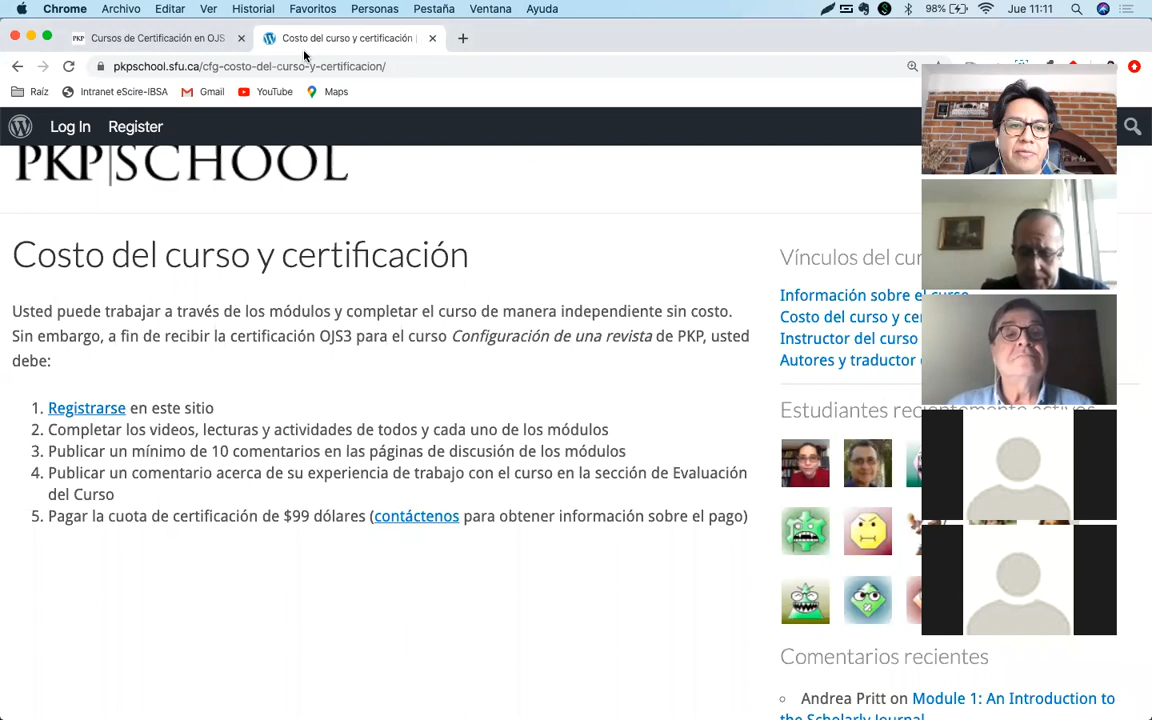 Chrome Archivo Editar Ver Historial Favoritos Personas Pestaña Ventana Ayuda 98% Jue 11:11
PKP Cursos de Certificación en OJS Costo del curso y certificación |
pkpschool.sfu.ca/cfg-costo-del-curso-y-certificacion/
Raíz Intranet eScire-IBSA Gmail YouTube Maps
Log In Register
PKP|SCHOOL
Costo del curso y certificación
Usted puede trabajar a través de los módulos y completar el curso de manera independiente sin costo.
Sin embargo, a fin de recibir la certificación OJS3 para el curso Configuración de una revista de PKP, usted
debe:
1. Registrarse en este sitio
2. Completar los videos, lecturas y actividades de todos y cada uno de los módulos
3. Publicar un mínimo de 10 comentarios en las páginas de discusión de los módulos
4. Publicar un comentario acerca de su experiencia de trabajo con el curso en la sección de Evaluación
del Curso
5. Pagar la cuota de certificación de $99 dólares (contáctenos para obtener información sobre el pago)
Vínculos del cur
Información sobre el curso
Costo del curso y cer
Instructor del curso
Autores y traductor
Estudiantes recientemente activos
Comentarios recientes
Andrea Pritt on Module 1: An Introduction to
the Scholarly Journal